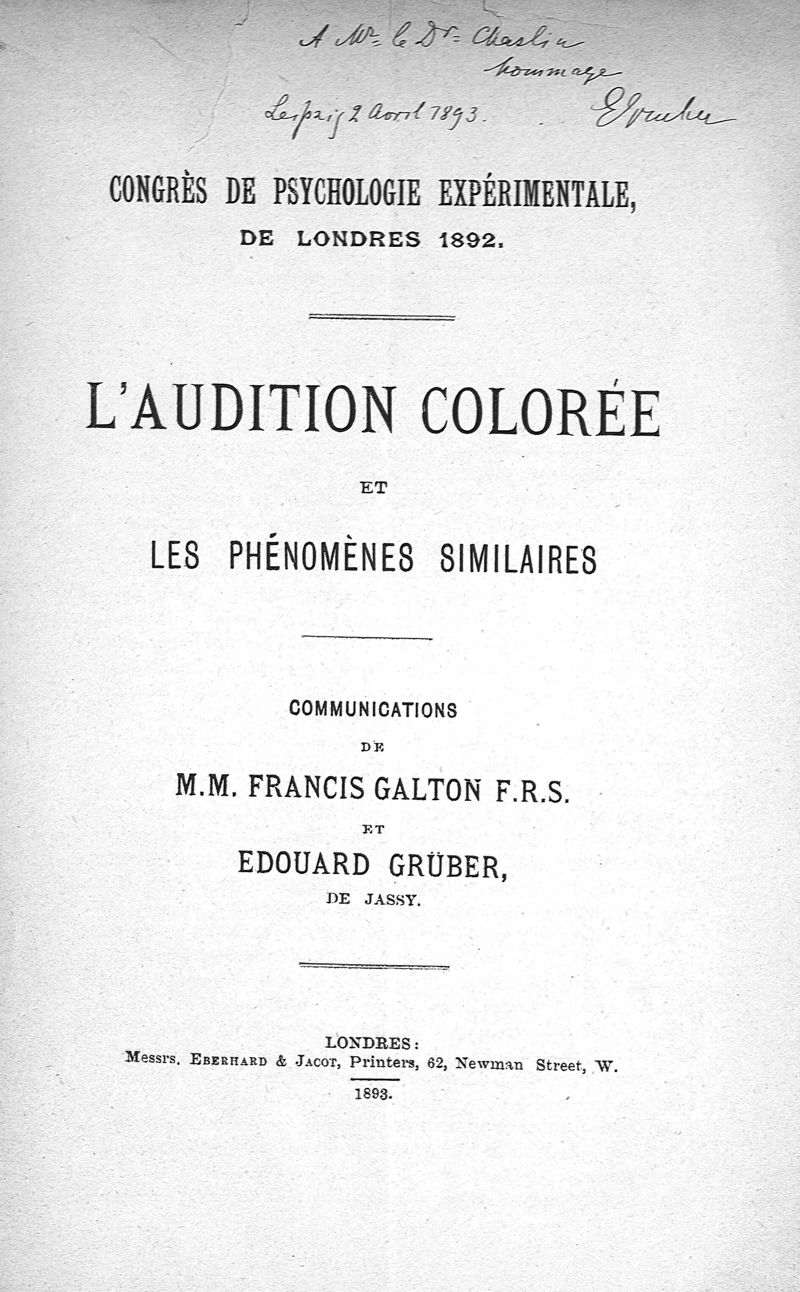 A Mr. le Dr. Chaslin
hommage
Leipzig 2 Avril 1893. EGruber
CONGRÈS DE PSYCHOLOGIE EXPÉRIMENTALE,
DE LONDRES 1892.
L'AUDITION COLORÉE
ET
LES PHÉNOMÈNES SIMILAIRES
COMMUNICATIONS
DE
M.M. FRANCIS GALTON F.R.S.
ET
EDOUARD GRÜBER,
DE JASSY.
LONDRES:
Messrs. EBERHARD & JACOT, Printers, 62, Newman Street, W.
1893.